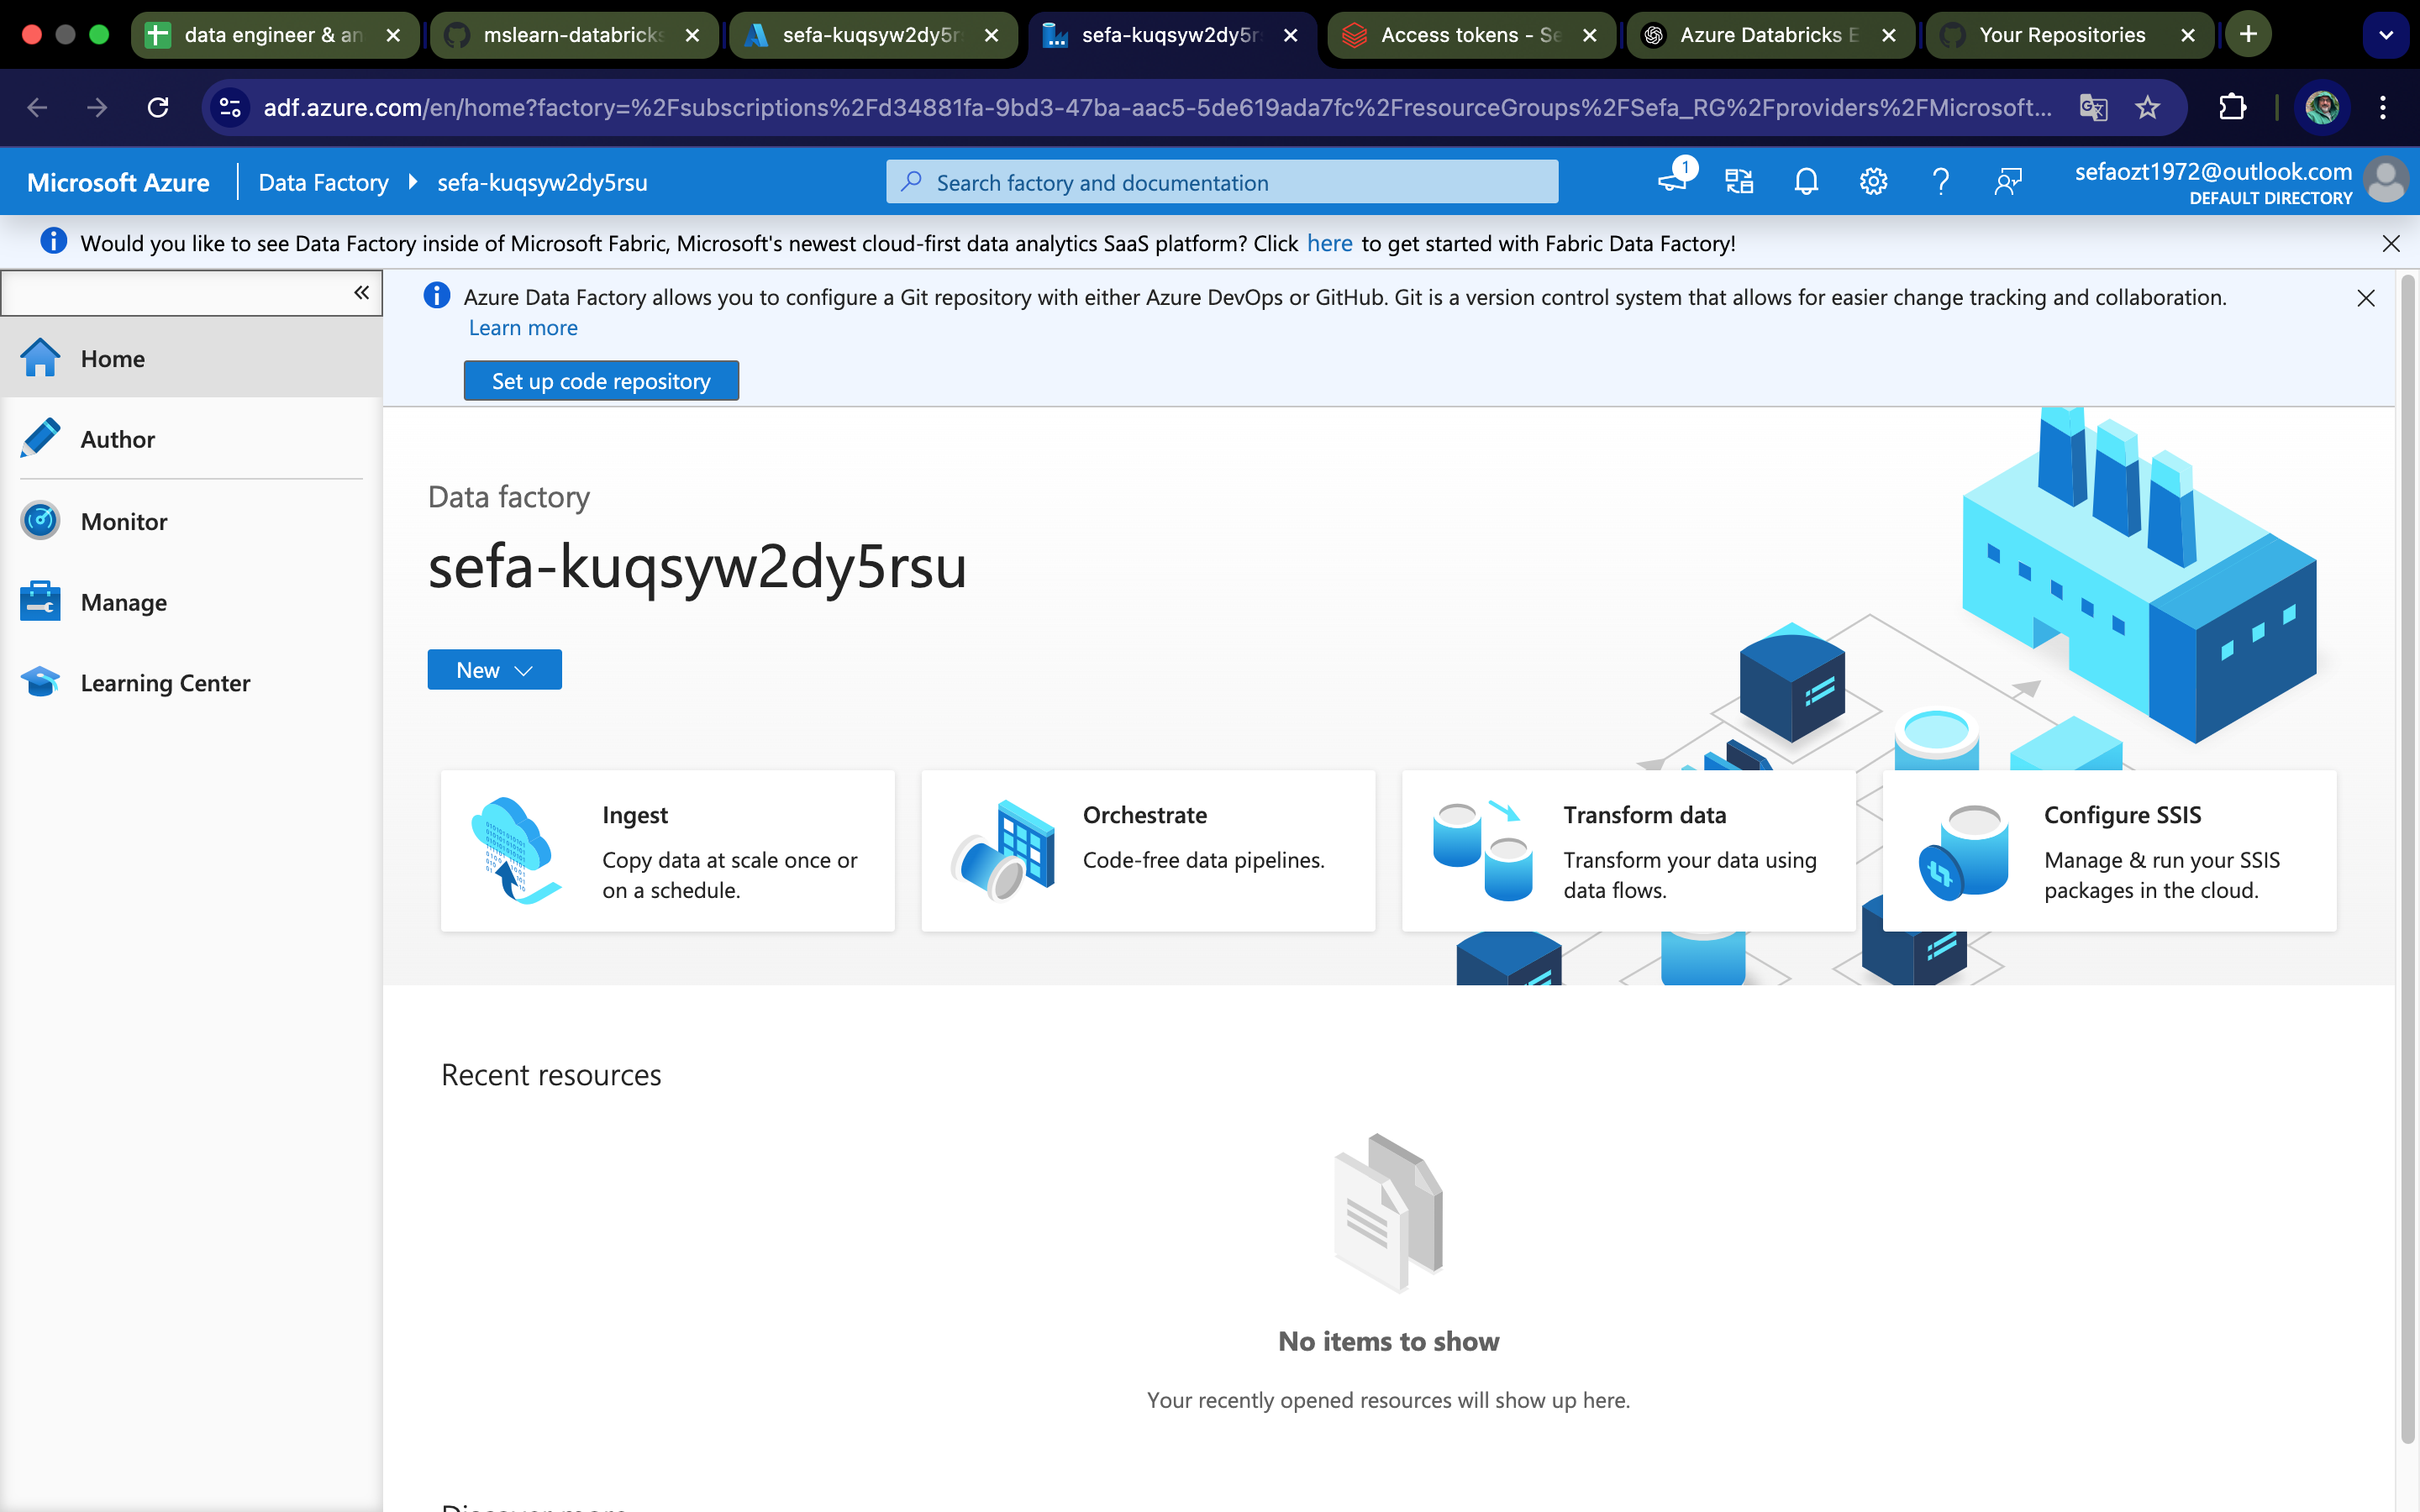 data engineer & an
mslearn-databricks
sefa-kuqsyw2dy5r
sefa-kuqsyw2dy5r
Access tokens - Se
Azure Databricks E
Your Repositories
adf.azure.com/en/home?factory=%2Fsubscriptions%2Fd34881fa-9bd3-47ba-aac5-5de619ada7fc%2FresourceGroups%2FSefa_RG%2Fproviders%2FMicrosoft...
Microsoft Azure
Data Factory
sefa-kuqsyw2dy5rsu
Search factory and documentation
1
sefaozt1972@outlook.com
DEFAULT DIRECTORY
Would you like to see Data Factory inside of Microsoft Fabric, Microsoft's newest cloud-first data analytics SaaS platform? Click here to get started with Fabric Data Factory!
Azure Data Factory allows you to configure a Git repository with either Azure DevOps or GitHub. Git is a version control system that allows for easier change tracking and collaboration.
Learn more
Set up code repository
Home
Author
Monitor
Manage
Learning Center
Data factory
sefa-kuqsyw2dy5rsu
New
Ingest
Copy data at scale once or
on a schedule.
Orchestrate
Code-free data pipelines.
Transform data
Transform your data using
data flows.
Configure SSIS
Manage & run your SSIS
packages in the cloud.
Recent resources
No items to show
Your recently opened resources will show up here.
Discover more